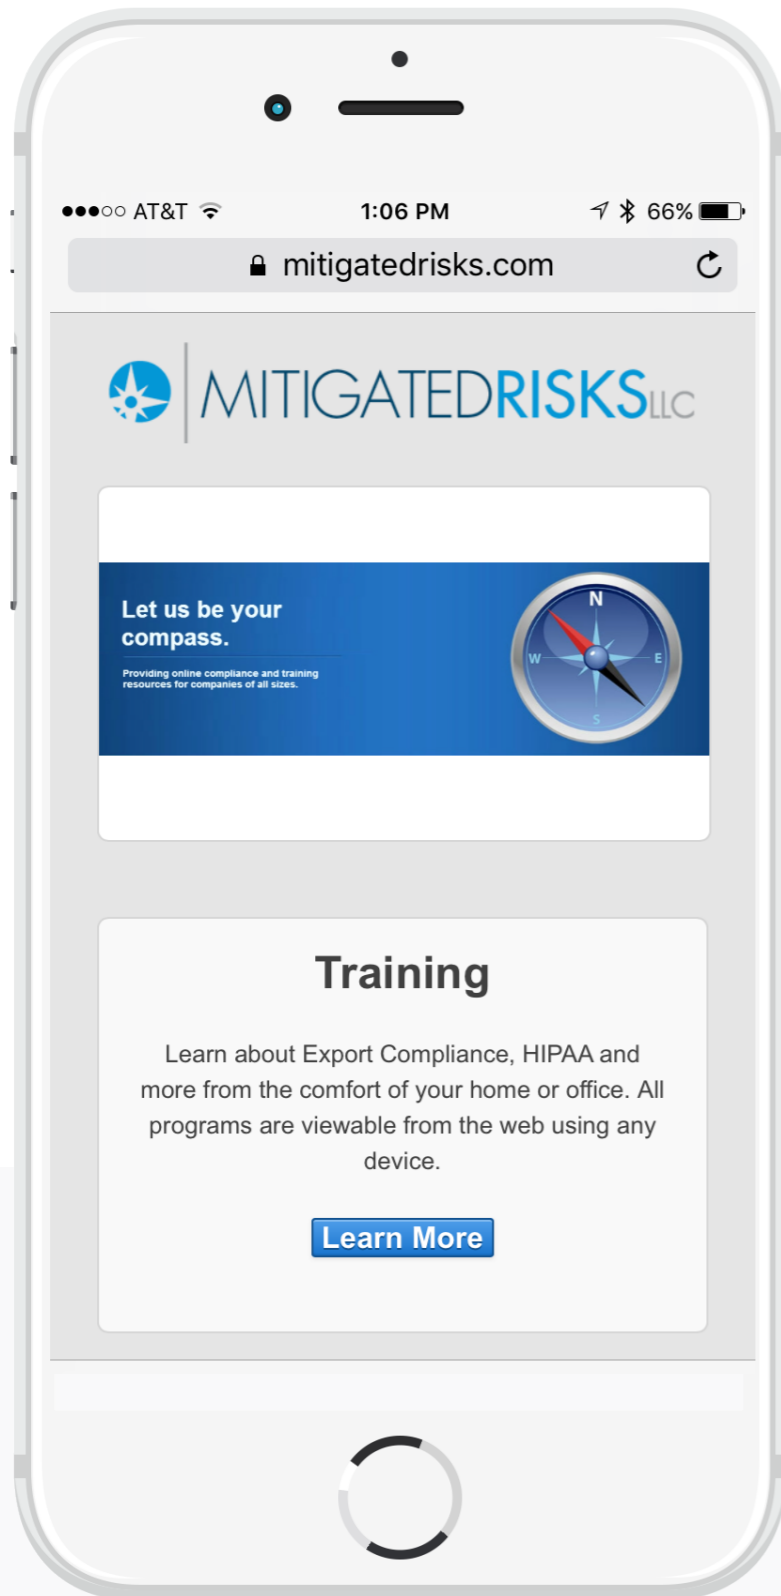 AT&T 1:06 PM 66%
mitigatedrisks.com
MITIGATEDRISKSLLC
Let us be your
compass.
Providing online compliance and training
resources for companies of all sizes.
N
W E
S
Training
Learn about Export Compliance, HIPAA and
more from the comfort of your home or office. All
programs are viewable from the web using any
device.
Learn More